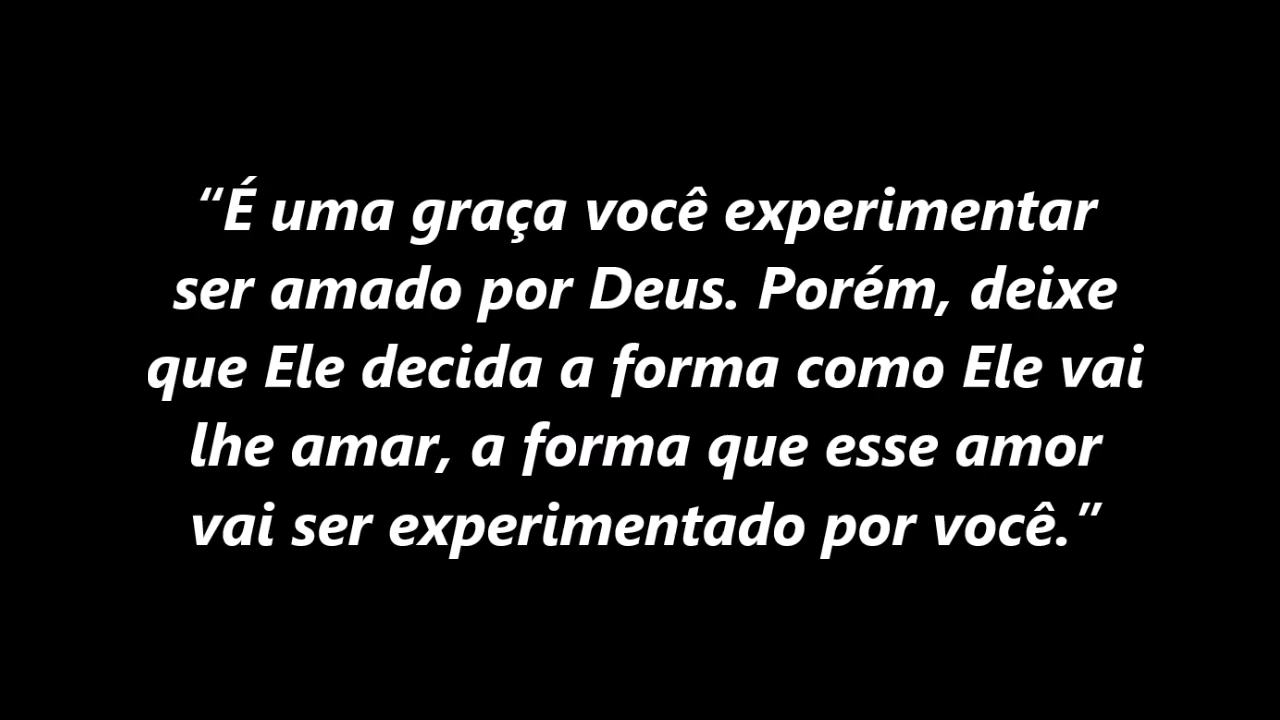 “É uma graça você experimentar
ser amado por Deus. Porém, deixe
que Ele decida a forma como Ele vai
lhe amar, a forma que esse amor
vai ser experimentado por você.”